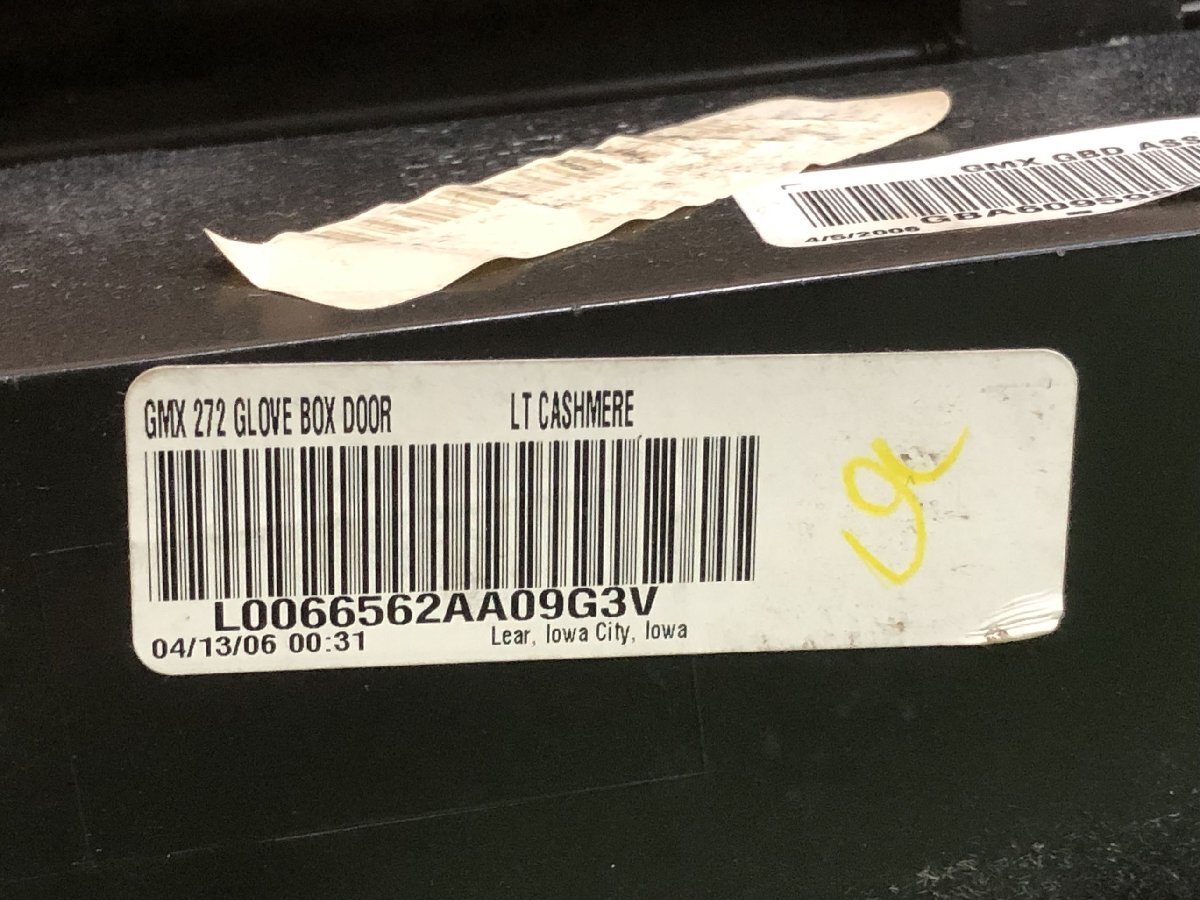 GMX GBD ASS
4/5/2006
GMX 272 GLOVE BOX DOOR LT CASHMERE
L0066562AA09G3V
04/13/06 00:31 Lear, Iowa City, Iowa